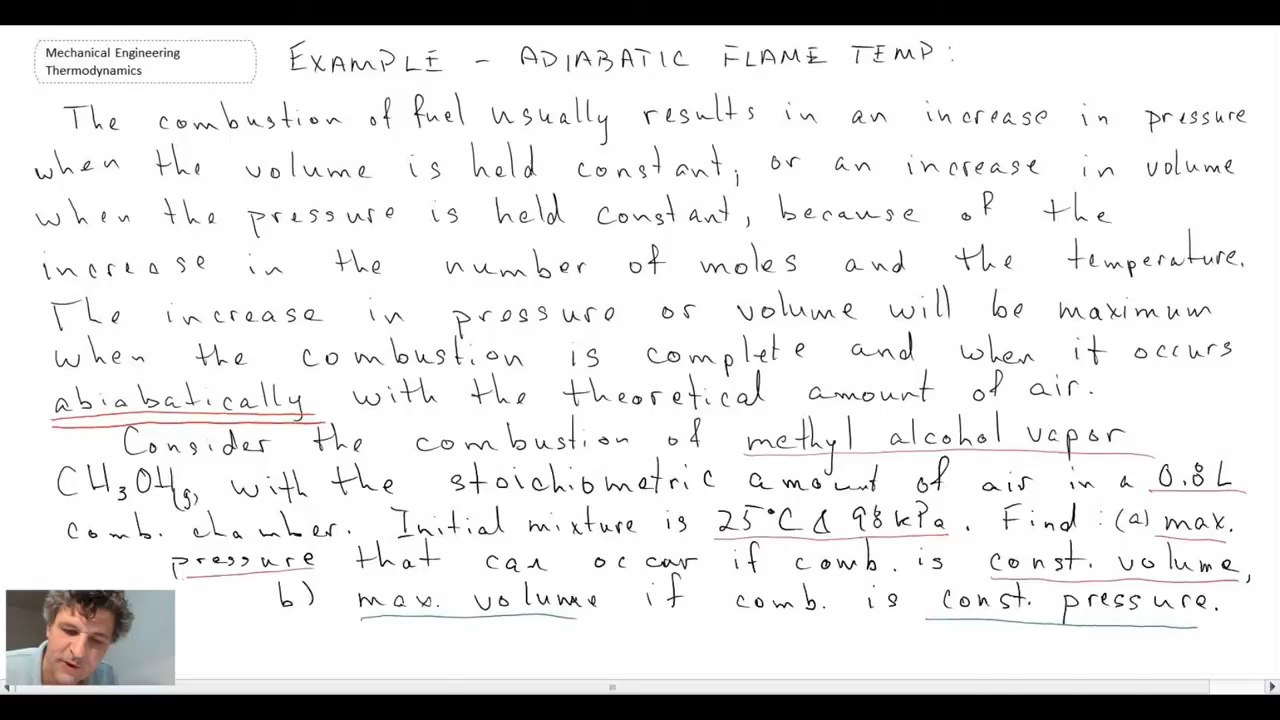 Mechanical Engineering
Thermodynamics
EXAMPLE - ADIABATIC FLAME TEMP:
The combustion of fuel usually results in an increase in pressure
when the volume is held constant, or an increase in volume
when the pressure is held constant, because of the
increase in the number of moles and the temperature.
The increase in pressure or volume will be maximum
when the combustion is complete and when it occurs
abiabatically with the theoretical amount of air.
Consider the combustion of methyl alcohol vapor
CH₃OH(g), with the stoichiometric amount of air in a 0.8L
comb. chamber. Initial mixture is 25°C & 98kPa. Find: (a) max.
pressure that can occur if comb. is const. volume,
b) max. volume if comb. is const. pressure.